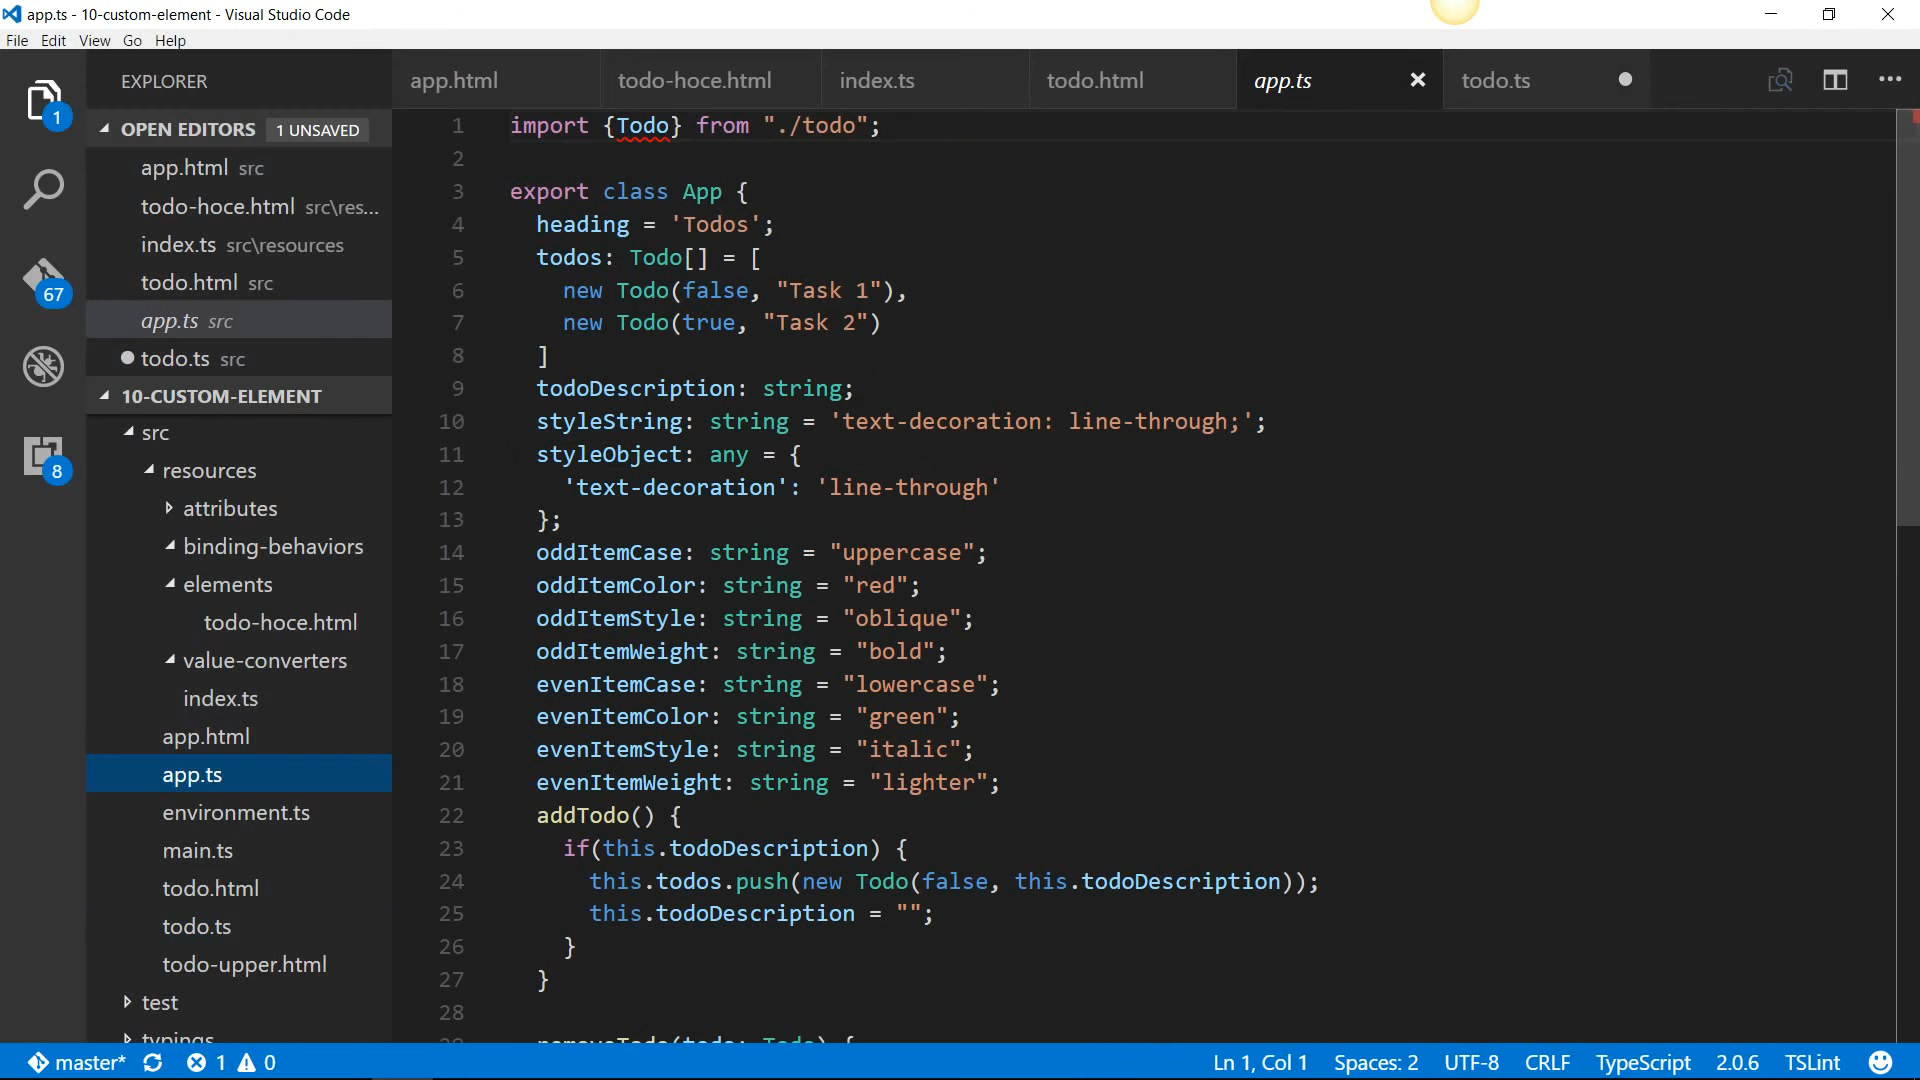 app.ts - 10-custom-element - Visual Studio Code
File Edit View Go Help
EXPLORER
OPEN EDITORS 1 UNSAVED
app.html src
todo-hoce.html src\res...
index.ts src\resources
todo.html src
app.ts src
todo.ts src
10-CUSTOM-ELEMENT
src
resources
attributes
binding-behaviors
elements
todo-hoce.html
value-converters
index.ts
app.html
app.ts
environment.ts
main.ts
todo.html
todo.ts
todo-upper.html
test
typings
1
67
8
app.html todo-hoce.html index.ts todo.html app.ts todo.ts
1 import {Todo} from "./todo";
2
3 export class App {
4   heading = 'Todos';
5   todos: Todo[] = [
6     new Todo(false, "Task 1"),
7     new Todo(true, "Task 2")
8   ]
9   todoDescription: string;
10   styleString: string = 'text-decoration: line-through;';
11   styleObject: any = {
12     'text-decoration': 'line-through'
13   };
14   oddItemCase: string = "uppercase";
15   oddItemColor: string = "red";
16   oddItemStyle: string = "oblique";
17   oddItemWeight: string = "bold";
18   evenItemCase: string = "lowercase";
19   evenItemColor: string = "green";
20   evenItemStyle: string = "italic";
21   evenItemWeight: string = "lighter";
22   addTodo() {
23     if(this.todoDescription) {
24       this.todos.push(new Todo(false, this.todoDescription));
25       this.todoDescription = "";
26     }
27   }
28
29   removeTodo(todo: Todo) {
master* 1 0 Ln 1, Col 1 Spaces: 2 UTF-8 CRLF TypeScript 2.0.6 TSLint